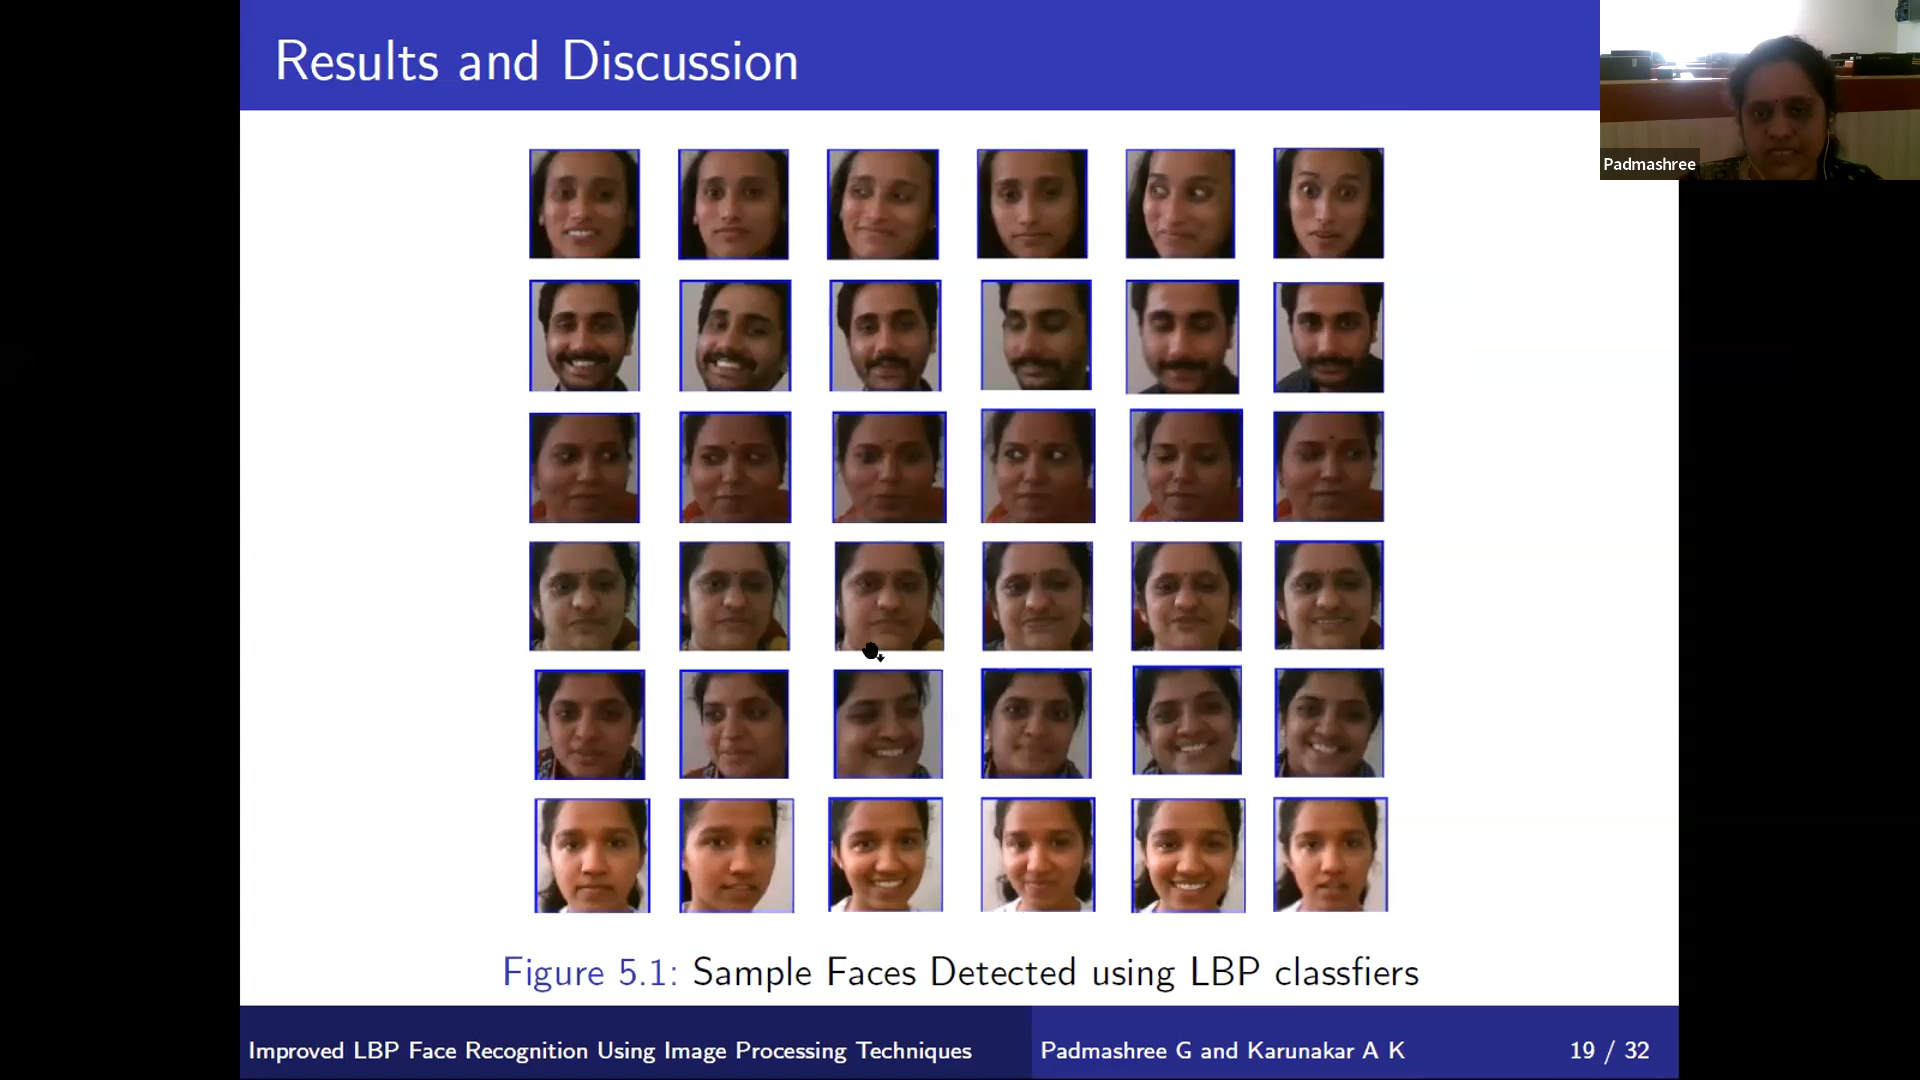 Results and Discussion
Padmashree
Figure 5.1: Sample Faces Detected using LBP classfiers
Improved LBP Face Recognition Using Image Processing Techniques
Padmashree G and Karunakar A K
19 / 32